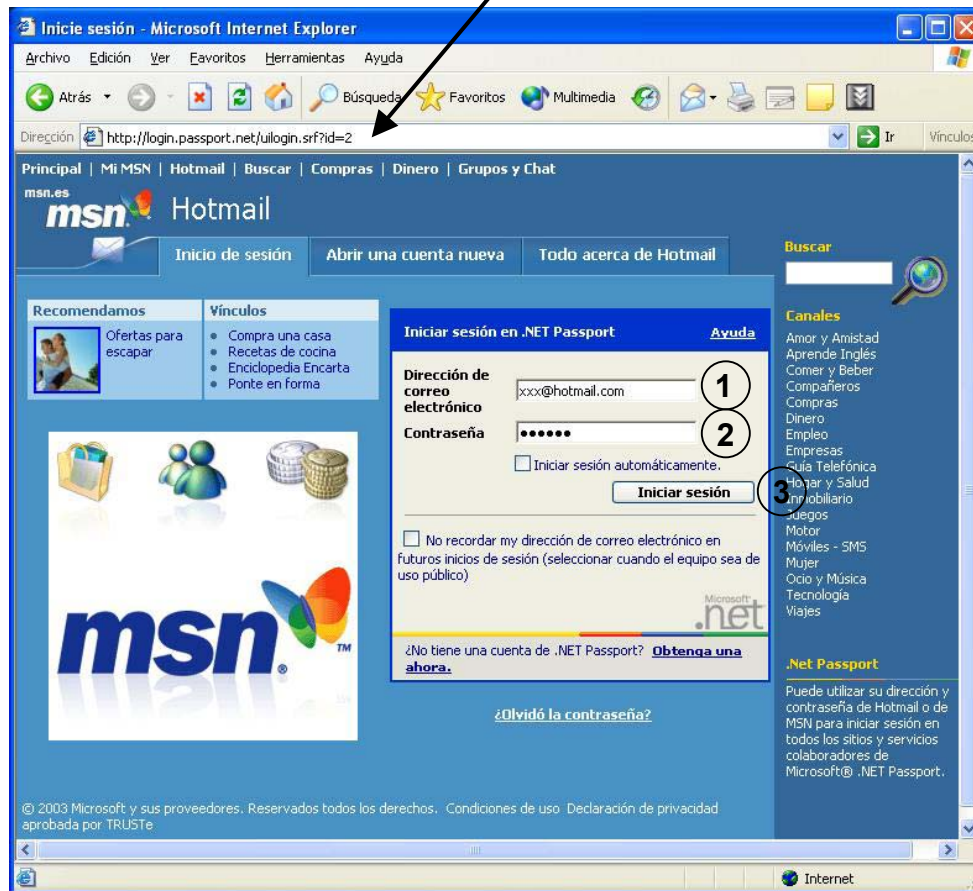 Inicie sesión - Microsoft Internet Explorer
Archivo Edición Ver Favoritos Herramientas Ayuda
Atrás Búsqueda Favoritos Multimedia
Dirección http://login.passport.net/uilogin.srf?id=2 Ir Vínculos
Principal | Mi MSN | Hotmail | Buscar | Compras | Dinero | Grupos y Chat
msn.es
msn Hotmail
Inicio de sesión Abrir una cuenta nueva Todo acerca de Hotmail
Recomendamos
Ofertas para
escapar
Vínculos
Compra una casa
Recetas de cocina
Enciclopedia Encarta
Ponte en forma
msn
TM
Iniciar sesión en .NET Passport Ayuda
Dirección de
correo
electrónico
xxx@hotmail.com 1
Contraseña •••••• 2
Iniciar sesión automáticamente.
Iniciar sesión 3
No recordar my dirección de correo electrónico en
futuros inicios de sesión (seleccionar cuando el equipo sea de
uso público)
Microsoft
.net
¿No tiene una cuenta de .NET Passport? Obtenga una
ahora.
¿Olvidó la contraseña?
Buscar
Canales
Amor y Amistad
Aprende Inglés
Comer y Beber
Compañeros
Compras
Dinero
Empleo
Empresas
Guía Telefónica
Hogar y Salud
Inmobiliario
Juegos
Motor
Móviles - SMS
Mujer
Ocio y Música
Tecnología
Viajes
.Net Passport
Puede utilizar su dirección y
contraseña de Hotmail o de
MSN para iniciar sesión en
todos los sitios y servicios
colaboradores de
Microsoft® .NET Passport.
© 2003 Microsoft y sus proveedores. Reservados todos los derechos. Condiciones de uso Declaración de privacidad
aprobada por TRUSTe
Internet